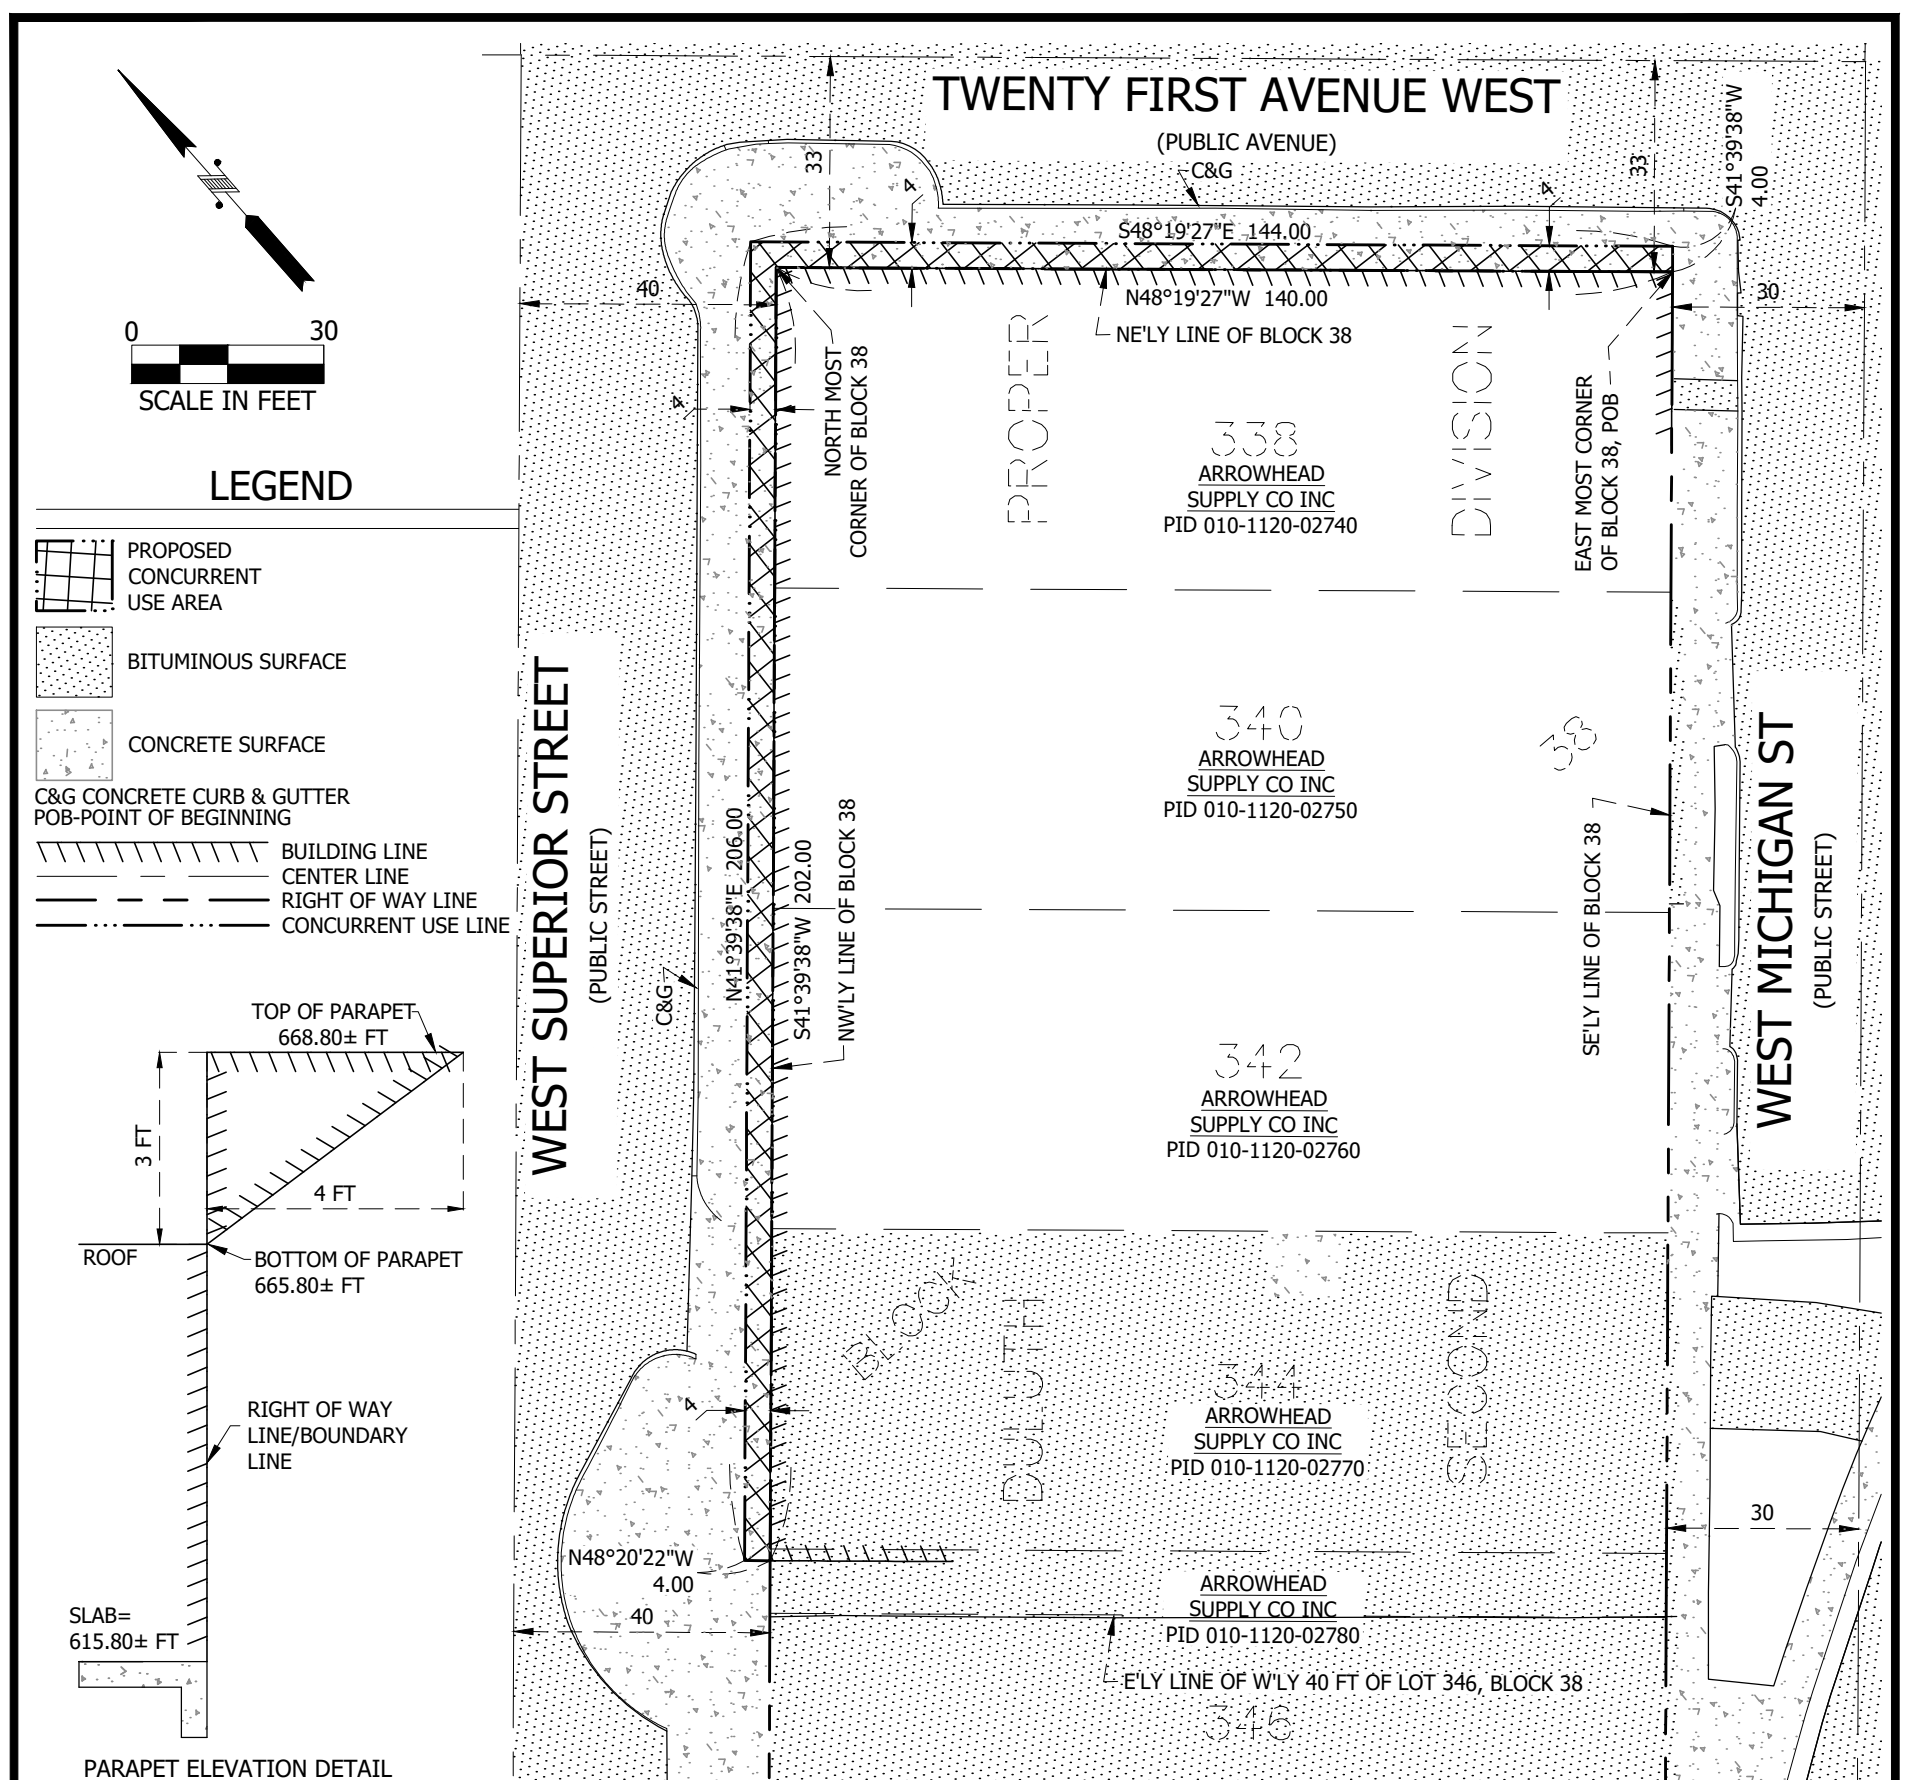 TWENTY FIRST AVENUE WEST
(PUBLIC AVENUE)
C&G
33
33
4
4
S41°39'38"W
4.00
S48°19'27"E 144.00
N48°19'27"W 140.00
NE'LY LINE OF BLOCK 38
40
30
0 30
SCALE IN FEET
4
NORTH MOST
CORNER OF BLOCK 38
PROPER
DIVISION
EAST MOST CORNER
OF BLOCK 38, POB
338
ARROWHEAD
SUPPLY CO INC
PID 010-1120-02740
LEGEND
PROPOSED
CONCURRENT
USE AREA
BITUMINOUS SURFACE
CONCRETE SURFACE
C&G CONCRETE CURB & GUTTER
POB-POINT OF BEGINNING
BUILDING LINE
CENTER LINE
RIGHT OF WAY LINE
CONCURRENT USE LINE
WEST SUPERIOR STREET
(PUBLIC STREET)
C&G
N41°39'38"E 206.00
S41°39'38"W 202.00
NW'LY LINE OF BLOCK 38
340
ARROWHEAD
SUPPLY CO INC
PID 010-1120-02750
38
SE'LY LINE OF BLOCK 38
WEST MICHIGAN ST
(PUBLIC STREET)
342
ARROWHEAD
SUPPLY CO INC
PID 010-1120-02760
TOP OF PARAPET
668.80± FT
3 FT
4 FT
ROOF
BOTTOM OF PARAPET
665.80± FT
RIGHT OF WAY
LINE/BOUNDARY
LINE
SLAB=
615.80± FT
PARAPET ELEVATION DETAIL
BLOCK
DULUTH
SECOND
344
ARROWHEAD
SUPPLY CO INC
PID 010-1120-02770
4
30
N48°20'22"W
4.00
40
ARROWHEAD
SUPPLY CO INC
PID 010-1120-02780
E'LY LINE OF W'LY 40 FT OF LOT 346, BLOCK 38
346